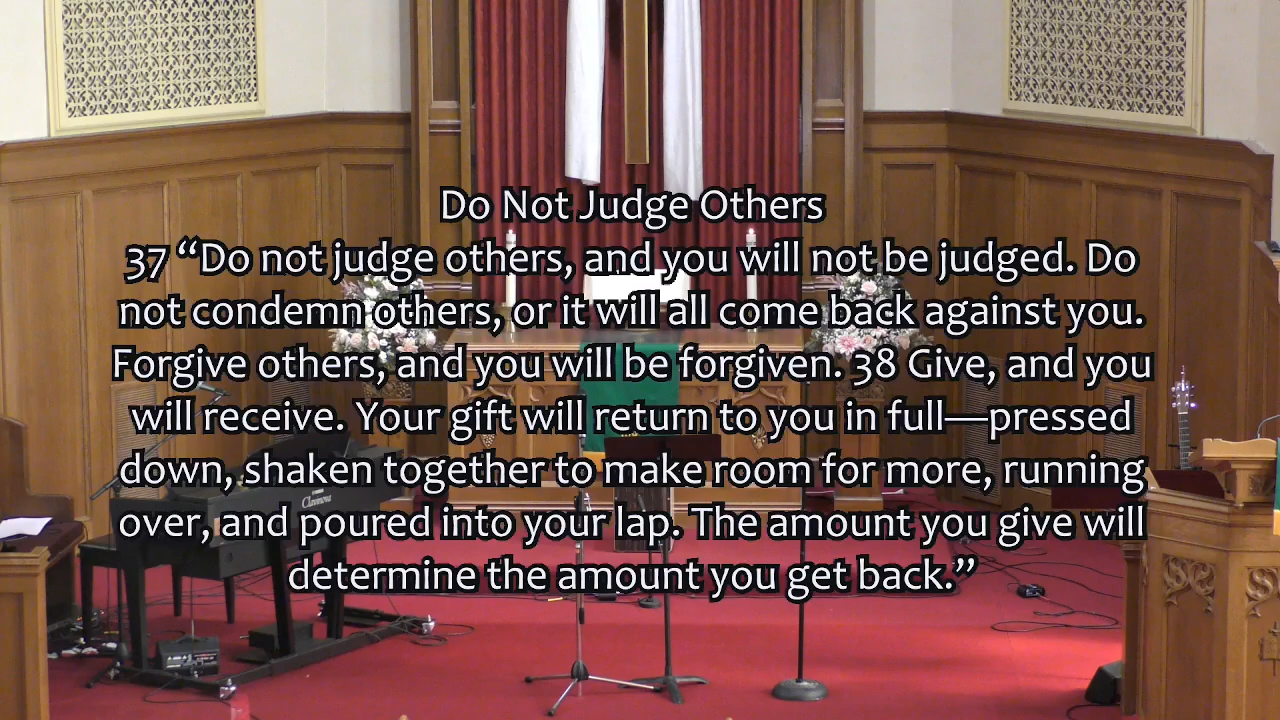 Do Not Judge Others
37 “Do not judge others, and you will not be judged. Do
not condemn others, or it will all come back against you.
Forgive others, and you will be forgiven. 38 Give, and you
will receive. Your gift will return to you in full—pressed
down, shaken together to make room for more, running
over, and poured into your lap. The amount you give will
determine the amount you get back.”
Clavinova